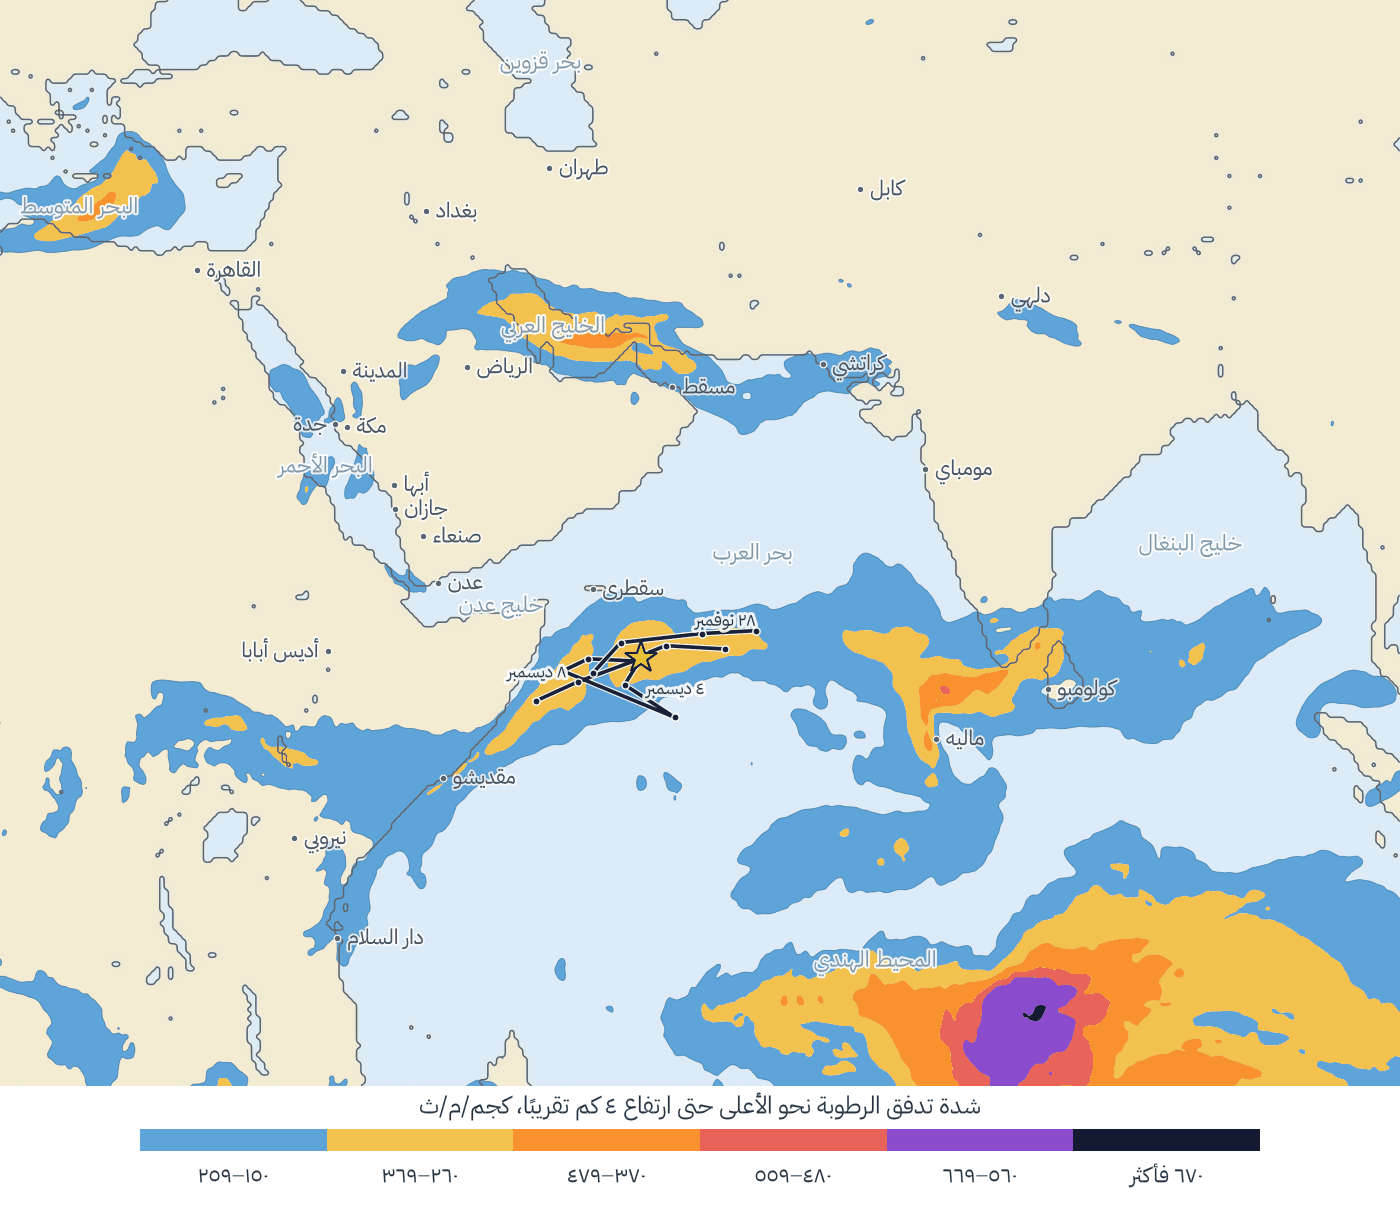 بحر قزوين
طهران
كابل
البحر المتوسط
بغداد
القاهرة
دلهي
الخليج العربي
كراتشي
الرياض
المدينة
مسقط
جدة
مكة
البحر الأحمر
مومباي
أبها
جازان
صنعاء
خليج البنغال
بحر العرب
عدن
سقطرى
خليج عدن
٢٨ نوفمبر
أديس أبابا
٨ ديسمبر
٤ ديسمبر
كولومبو
ماليه
مقديشو
نيروبي
دار السلام
المحيط الهندي
شدة تدفق الرطوبة نحو الأعلى حتى ارتفاع ٤ كم تقريبًا، كجم/م/ث
١٥٠–٢٥٩
٢٦٠–٣٦٩
٣٧٠–٤٧٩
٤٨٠–٥٥٩
٥٦٠–٦٦٩
٦٧٠ فأكثر